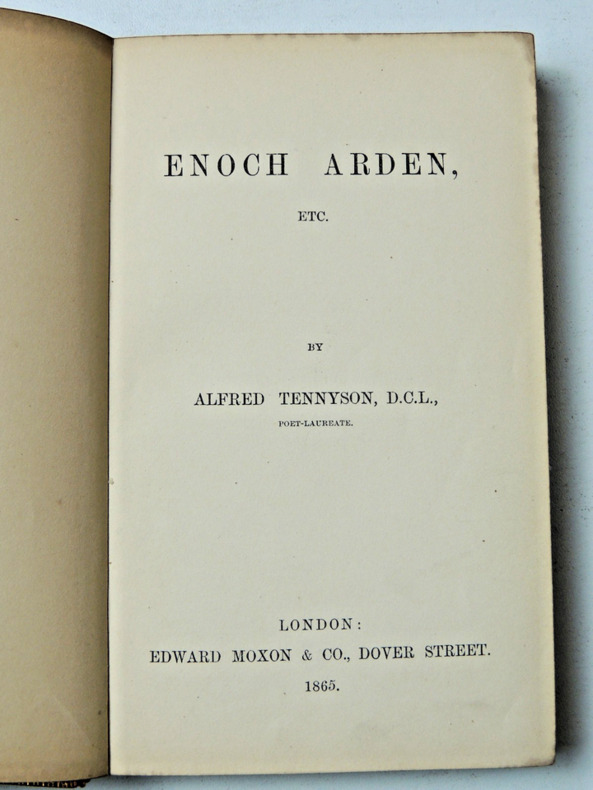 ENOCH ARDEN,
ETC.
BY
ALFRED TENNYSON, D.C.L.,
POET-LAUREATE.
LONDON:
EDWARD MOXON & CO., DOVER STREET.
1865.